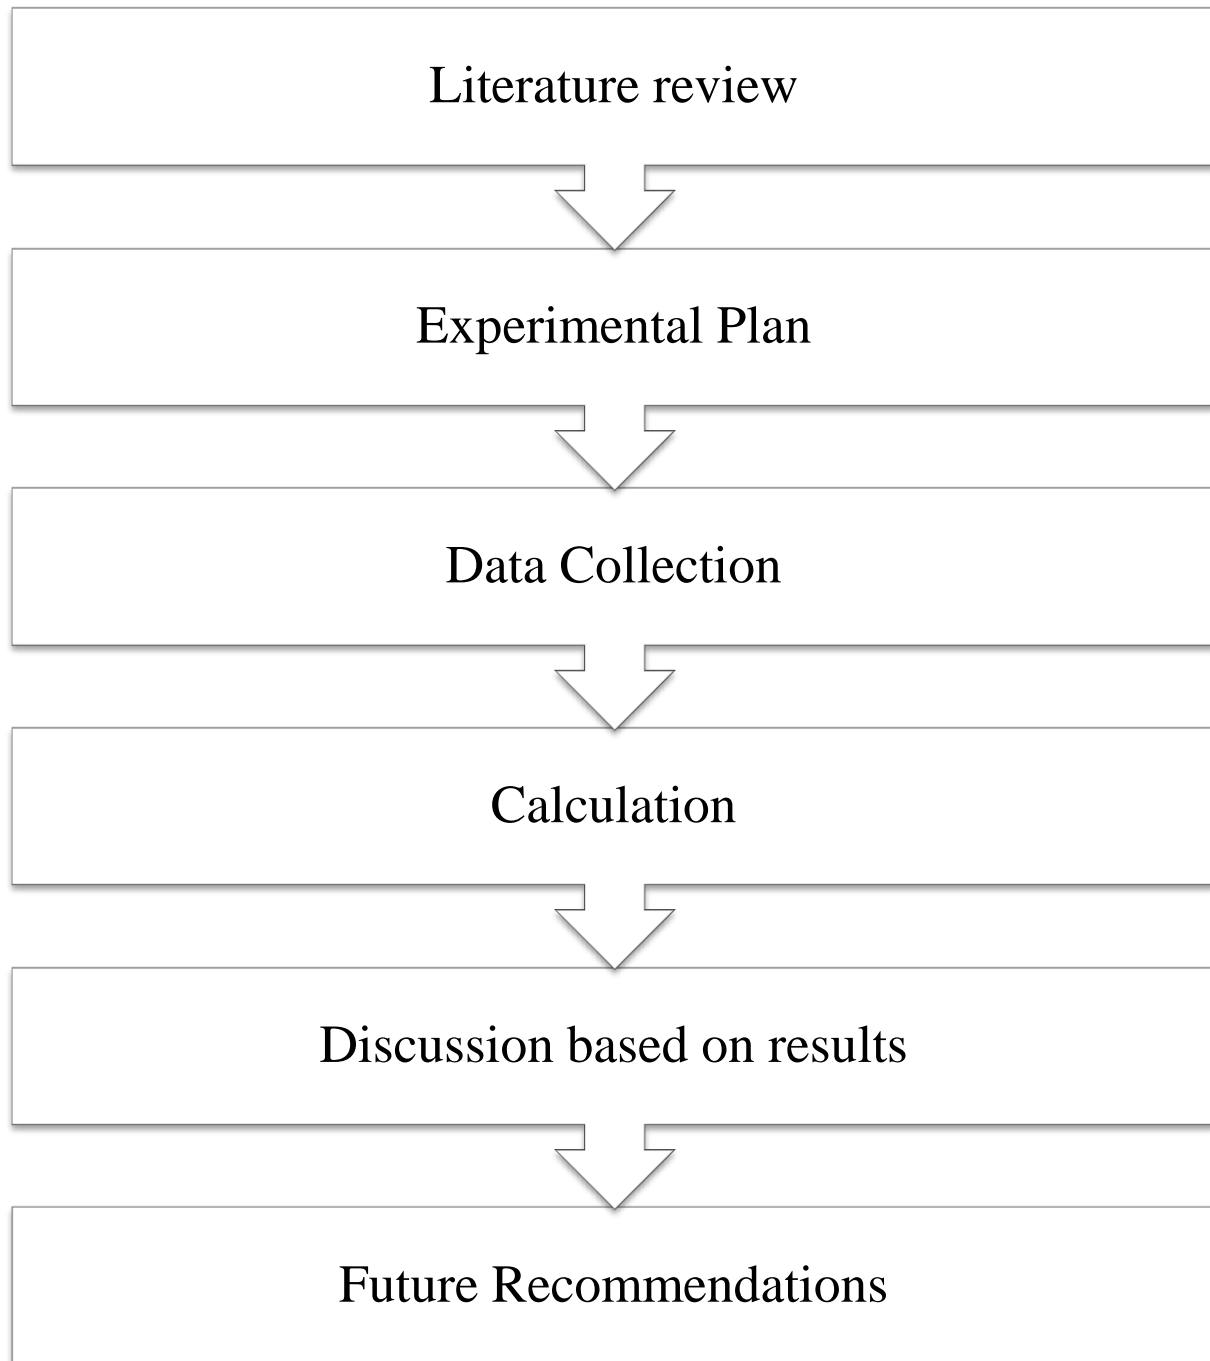 Literature review
Experimental Plan
Data Collection
Calculation
Discussion based on results
Future Recommendations